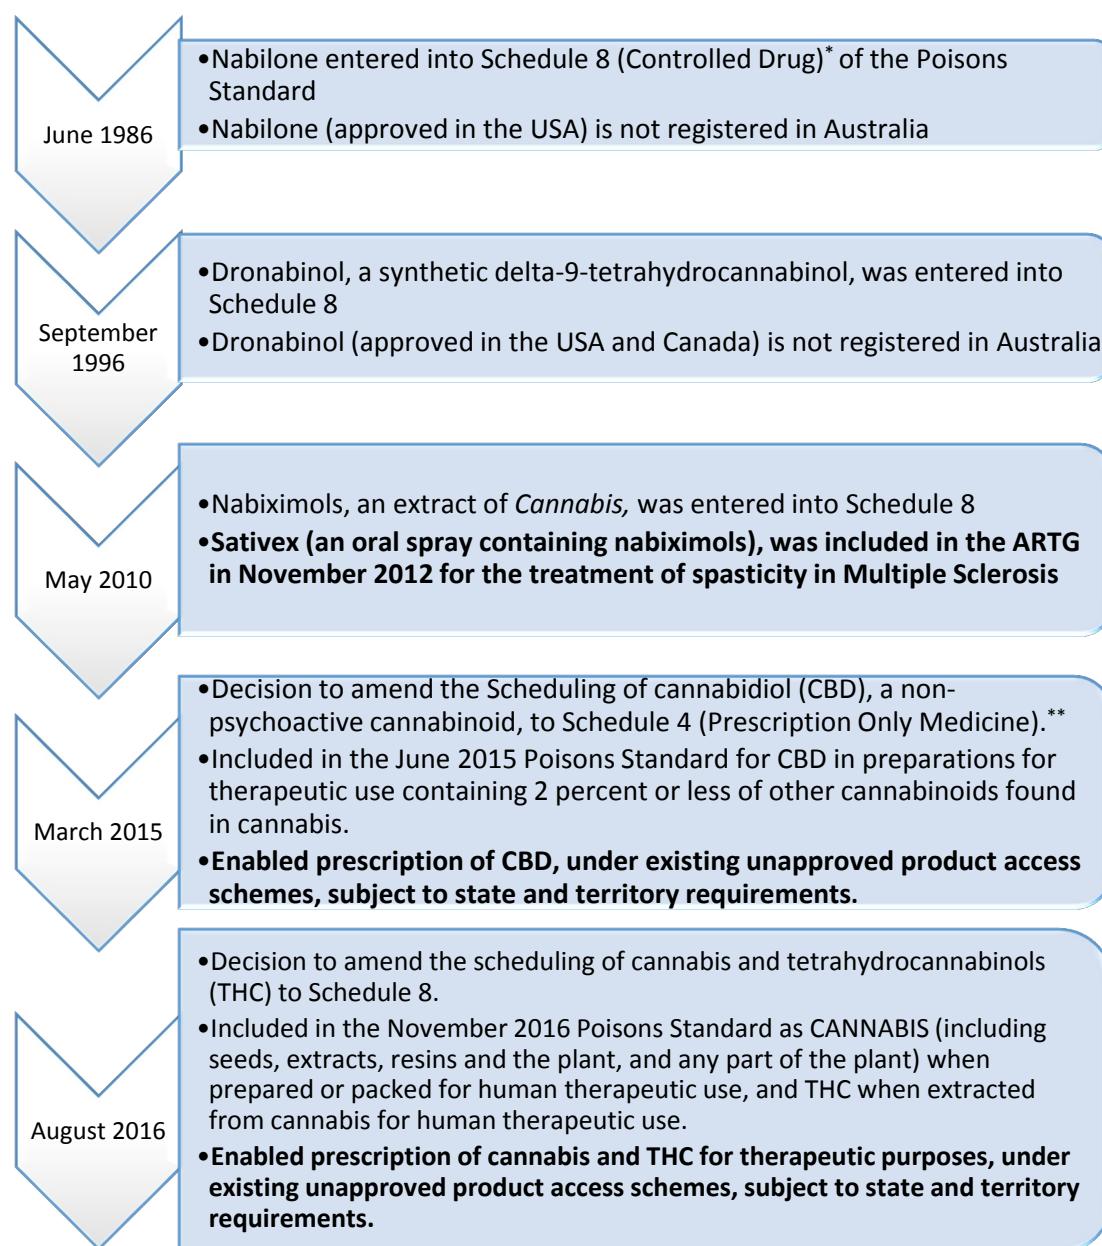 June 1986
•Nabilone entered into Schedule 8 (Controlled Drug)* of the Poisons
Standard
•Nabilone (approved in the USA) is not registered in Australia
September
1996
•Dronabinol, a synthetic delta-9-tetrahydrocannabinol, was entered into
Schedule 8
•Dronabinol (approved in the USA and Canada) is not registered in Australia
May 2010
•Nabiximols, an extract of Cannabis, was entered into Schedule 8
•Sativex (an oral spray containing nabiximols), was included in the ARTG
in November 2012 for the treatment of spasticity in Multiple Sclerosis
March 2015
•Decision to amend the Scheduling of cannabidiol (CBD), a non-
psychoactive cannabinoid, to Schedule 4 (Prescription Only Medicine).**
•Included in the June 2015 Poisons Standard for CBD in preparations for
therapeutic use containing 2 percent or less of other cannabinoids found
in cannabis.
•Enabled prescription of CBD, under existing unapproved product access
schemes, subject to state and territory requirements.
August 2016
•Decision to amend the scheduling of cannabis and tetrahydrocannabinols
(THC) to Schedule 8.
•Included in the November 2016 Poisons Standard as CANNABIS (including
seeds, extracts, resins and the plant, and any part of the plant) when
prepared or packed for human therapeutic use, and THC when extracted
from cannabis for human therapeutic use.
•Enabled prescription of cannabis and THC for therapeutic purposes, under
existing unapproved product access schemes, subject to state and territory
requirements.